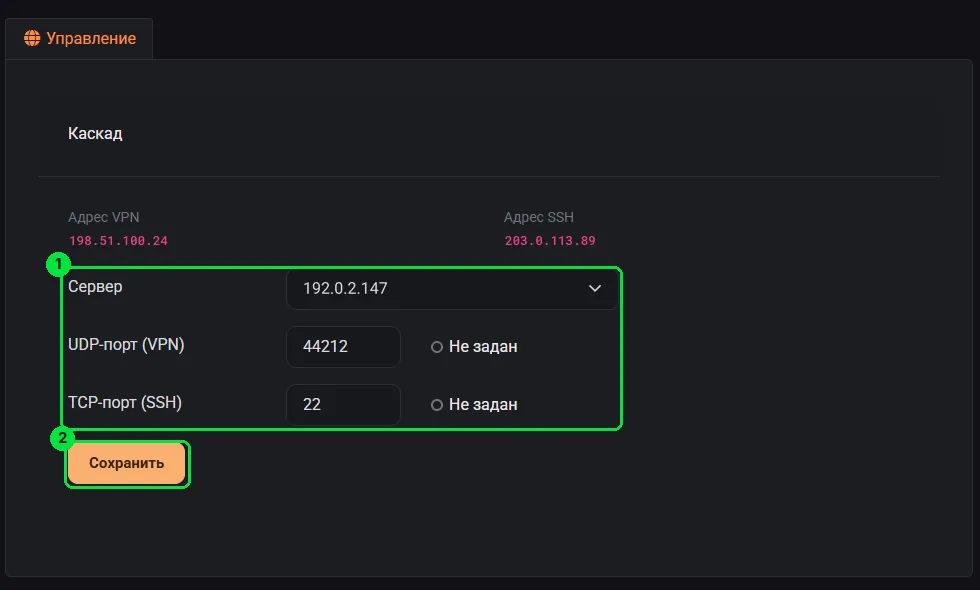 Управление
Каскад
Адрес VPN
198.51.100.24
Адрес SSH
203.0.113.89
1
Сервер 192.0.2.147
UDP-порт (VPN) 44212 Не задан
TCP-порт (SSH) 22 Не задан
2
Сохранить